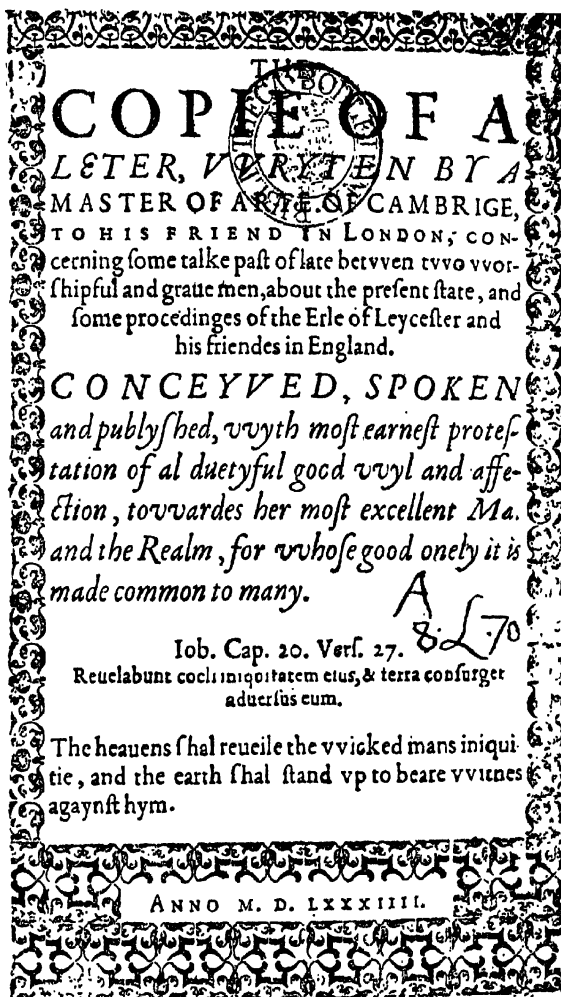 THE
COPIE OF A
LETER, VVRYTEN BY A
MASTER OF ARTE OF CAMBRIGE,
TO HIS FRIEND IN LONDON, CON-
cerning ſome talke paſt of late betvven tvvo vvor-
ſhipful and graue men, about the preſent ſtate, and
ſome procedinges of the Erle of Leyceſter and
his friendes in England.
CONCEYVED, SPOKEN
and publyſhed, vvyth moſt earneſt proteſ-
tation of al duetyful good vvyl and affe-
ction, tovvardes her moſt excellent Ma.
and the Realm, for vvhoſe good onely it is
made common to many.
A
8. L. 70
Iob. Cap. 20. Verſ. 27.
Reuelabunt coeli iniquitatem eius, & terra conſurget
aduerſus eum.
The heauens ſhal reueile the vvicked mans iniqui-
tie, and the earth ſhal ſtand vp to beare vvitnes
agaynſt hym.
ANNO M. D. LXXXIIII.